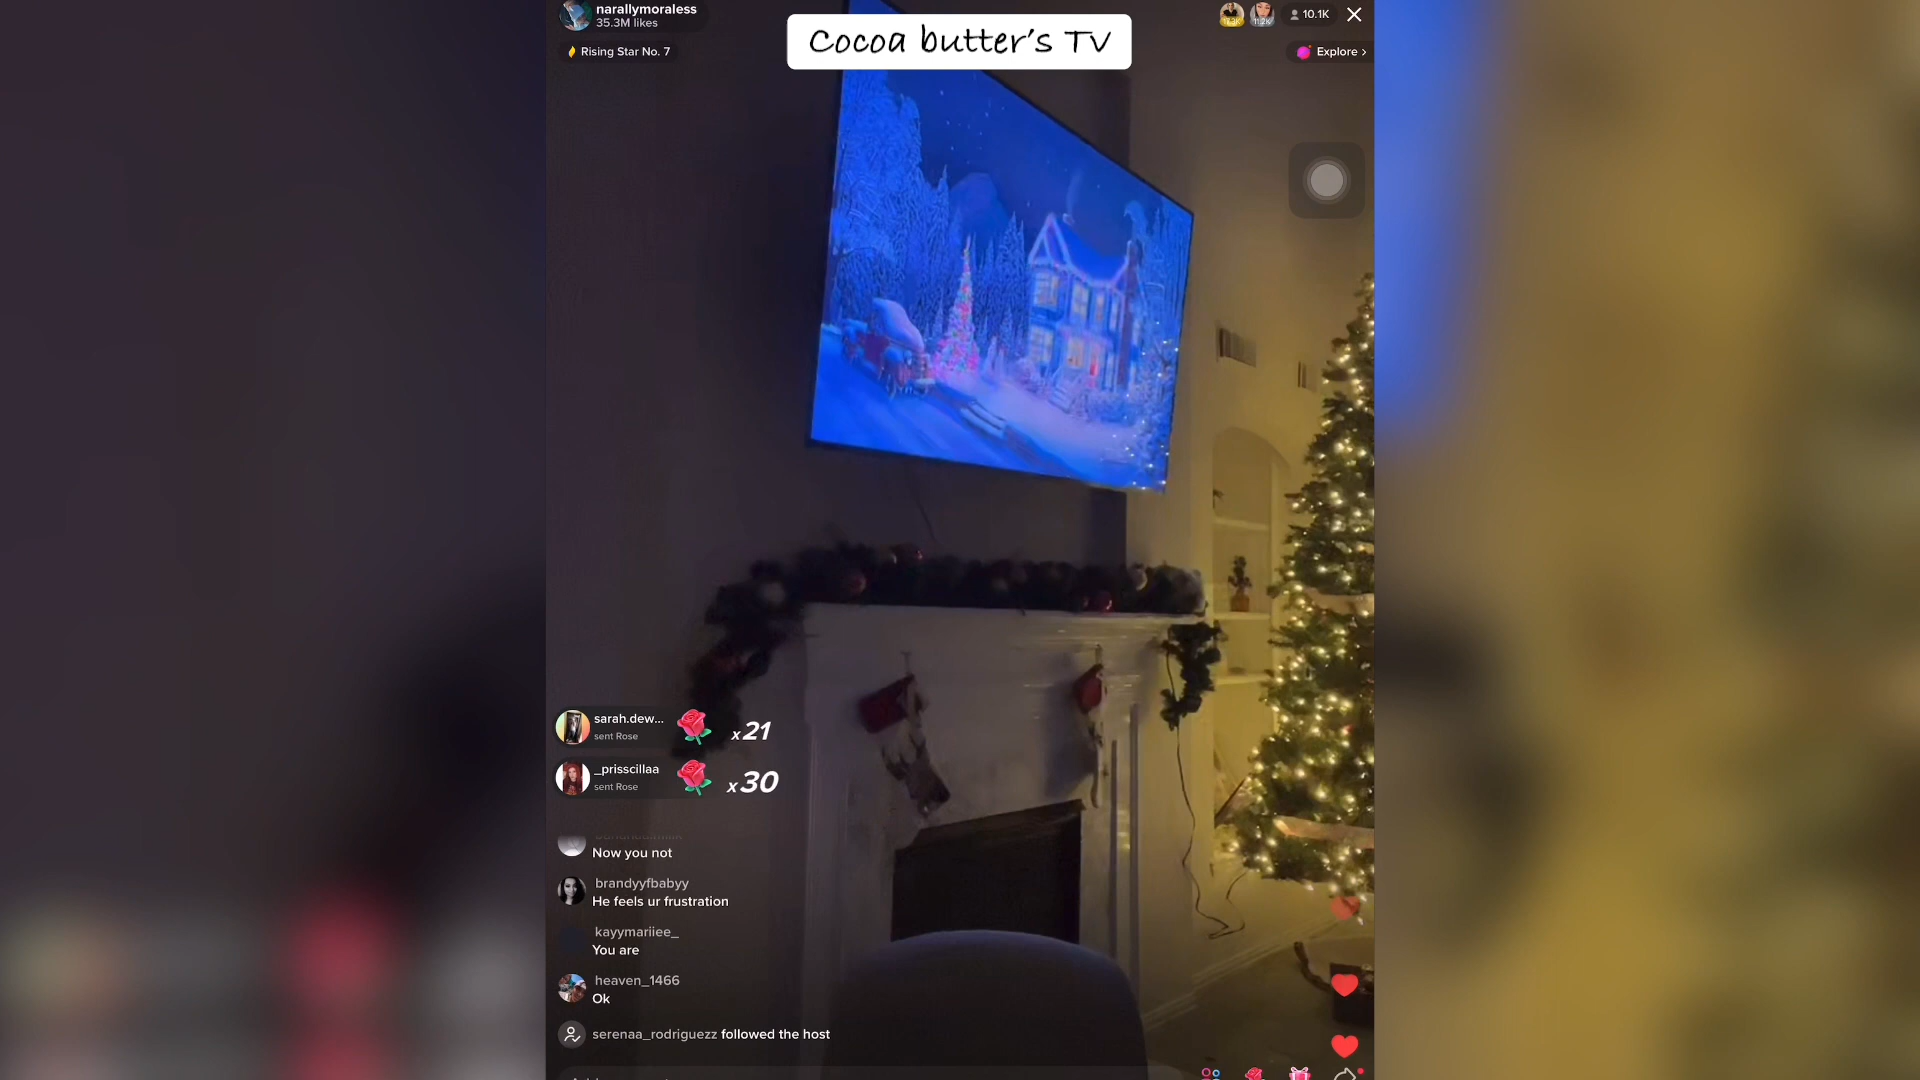 narallymoraless
35.3M likes
10.1K
Cocoa butter's TV
Rising Star No. 7
Explore >
sarah.dew...
sent Rose
x21
_prisscillaa
sent Rose
x30
Now you not
brandyyfbabyy
He feels ur frustration
kayymariiee_
You are
heaven_1466
Ok
serenaa_rodriguezz followed the host